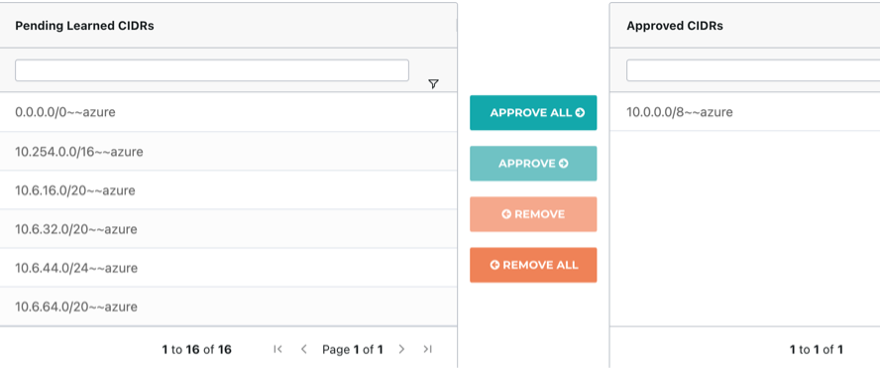 Pending Learned CIDRs
0.0.0.0/0~~azure
10.254.0.0/16~~azure
10.6.16.0/20~~azure
10.6.32.0/20~~azure
10.6.44.0/24~~azure
10.6.64.0/20~~azure
1 to 16 of 16 Page 1 of 1
APPROVE ALL
APPROVE
REMOVE
REMOVE ALL
Approved CIDRs
10.0.0.0/8~~azure
1 to 1 of 1